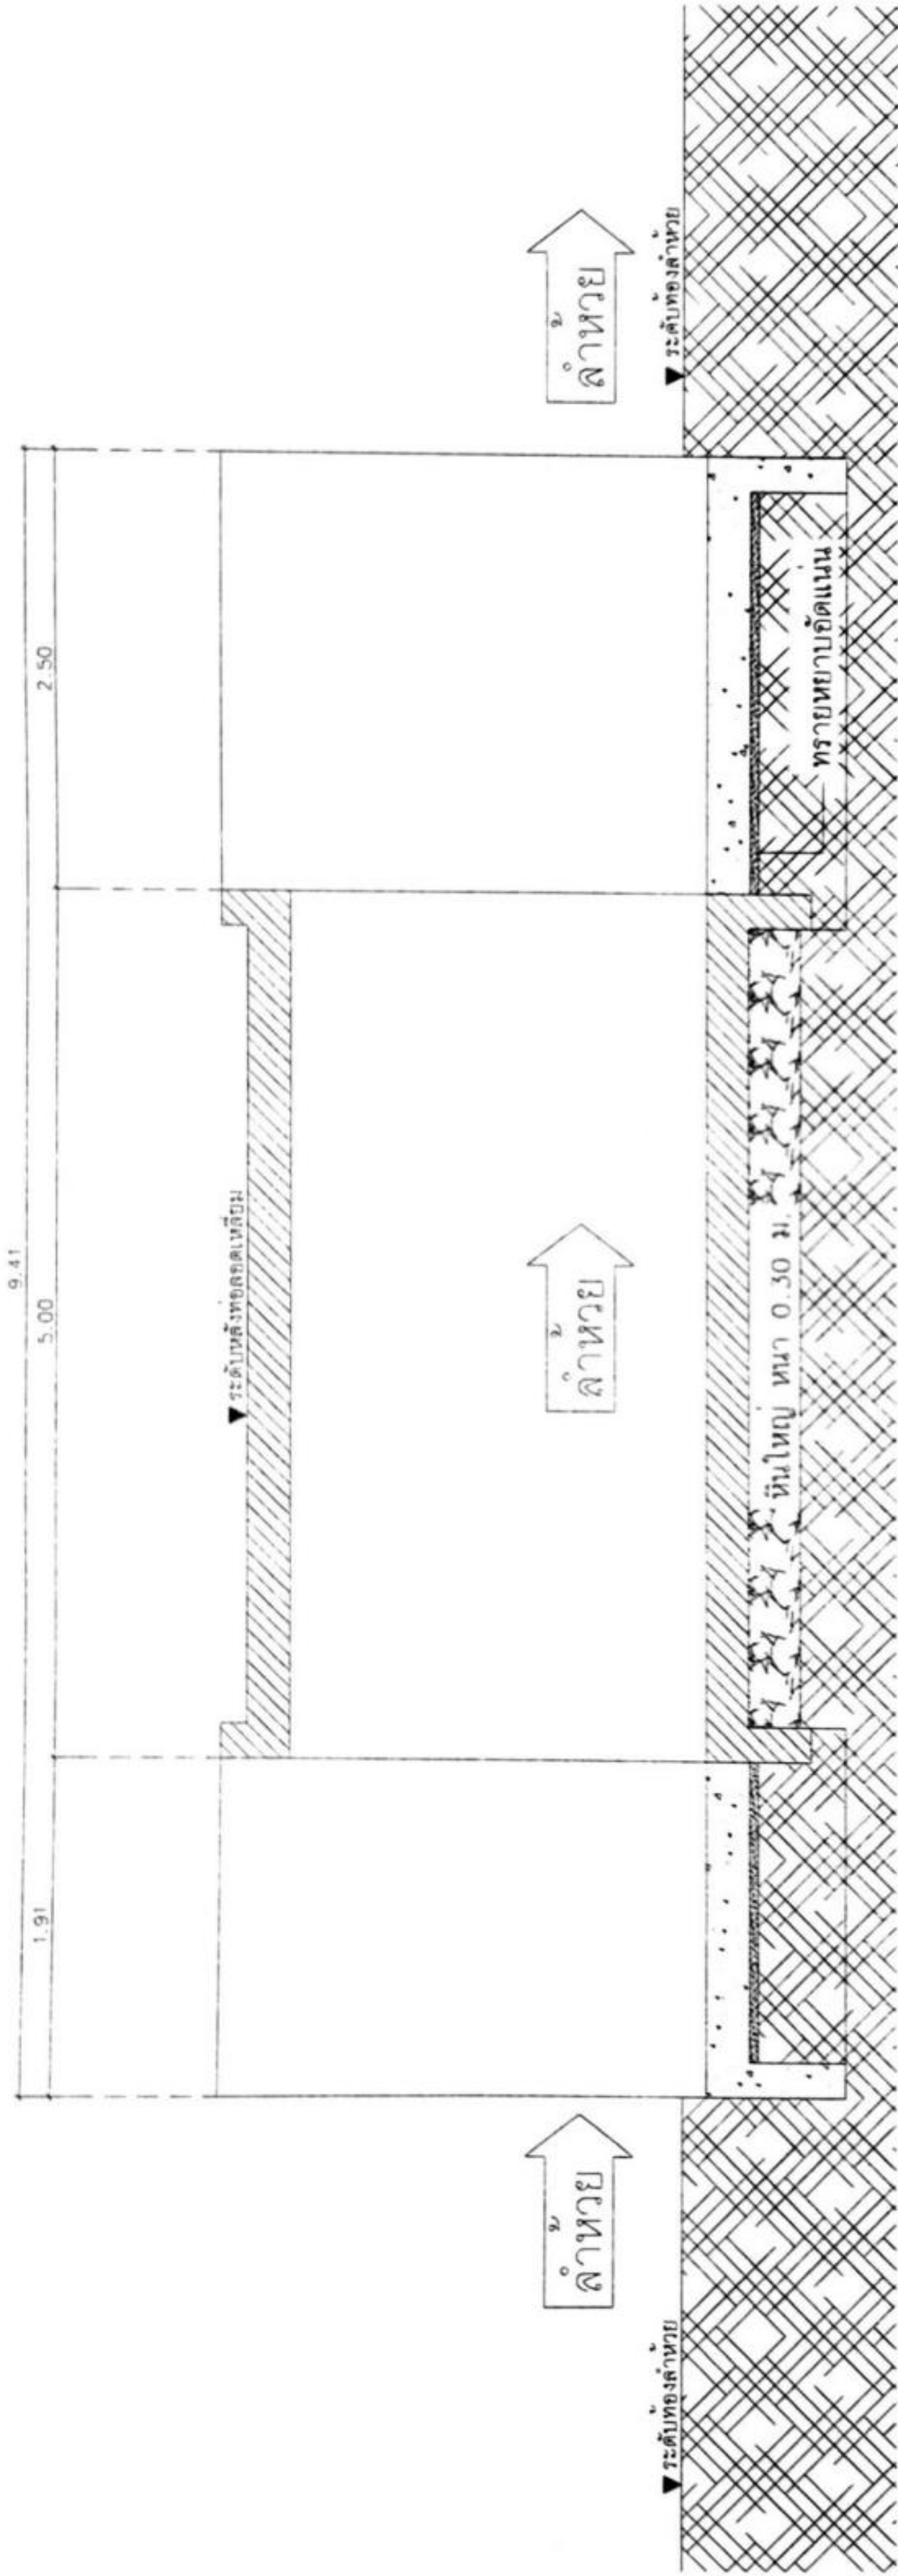 9.41
1.91
5.00
2.50
▼ระดับหลังท่อลอดเหลี่ยม
ลำห้วย
ลำห้วย
ลำห้วย
▼ระดับท้องลำห้วย
▼ระดับท้องลำห้วย
หินใหญ่ หนา 0.30 ม.
ทรายหยาบอัดแน่น